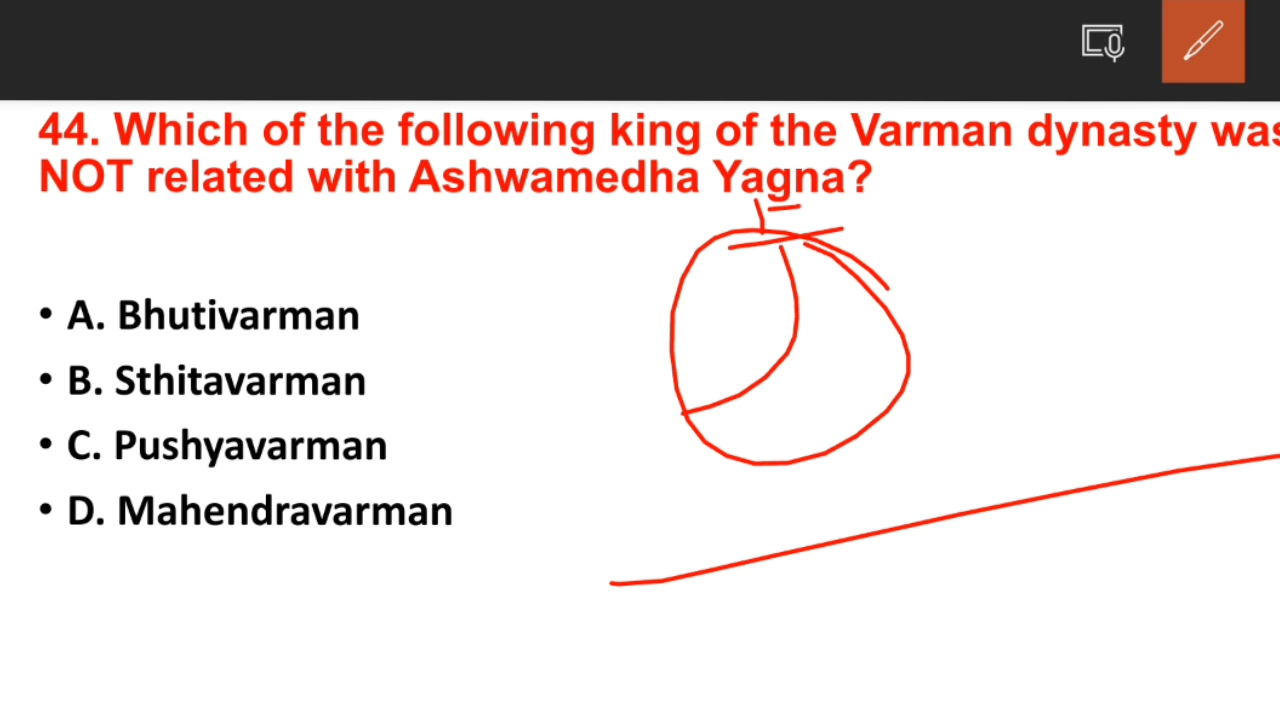 44. Which of the following king of the Varman dynasty was
NOT related with Ashwamedha Yagna?
• A. Bhutivarman
• B. Sthitavarman
• C. Pushyavarman
• D. Mahendravarman